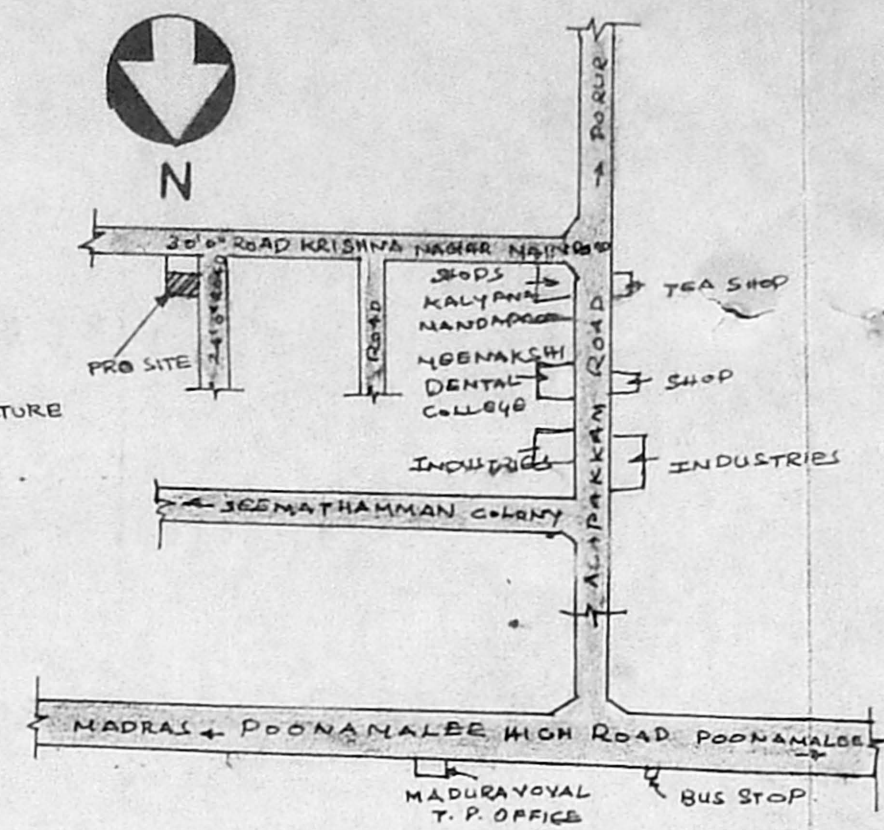 N
→ PORUR
30'0" ROAD KRISHNA NAGAR MAIN ROAD
SHOPS
KALYANA
MANDAPAM
TEA SHOP
24'0" ROAD
ROAD
PRO SITE
MEENAKSHI
DENTAL
COLLEGE
SHOP
TURE
ALAPAKKAM ROAD
INDUSTRIES
INDUSTRIES
← SEEMATHAMMAN COLONY
MADRAS ← POONAMALEE HIGH ROAD POONAMALEE →
MADURAVOYAL
T. P. OFFICE
BUS STOP